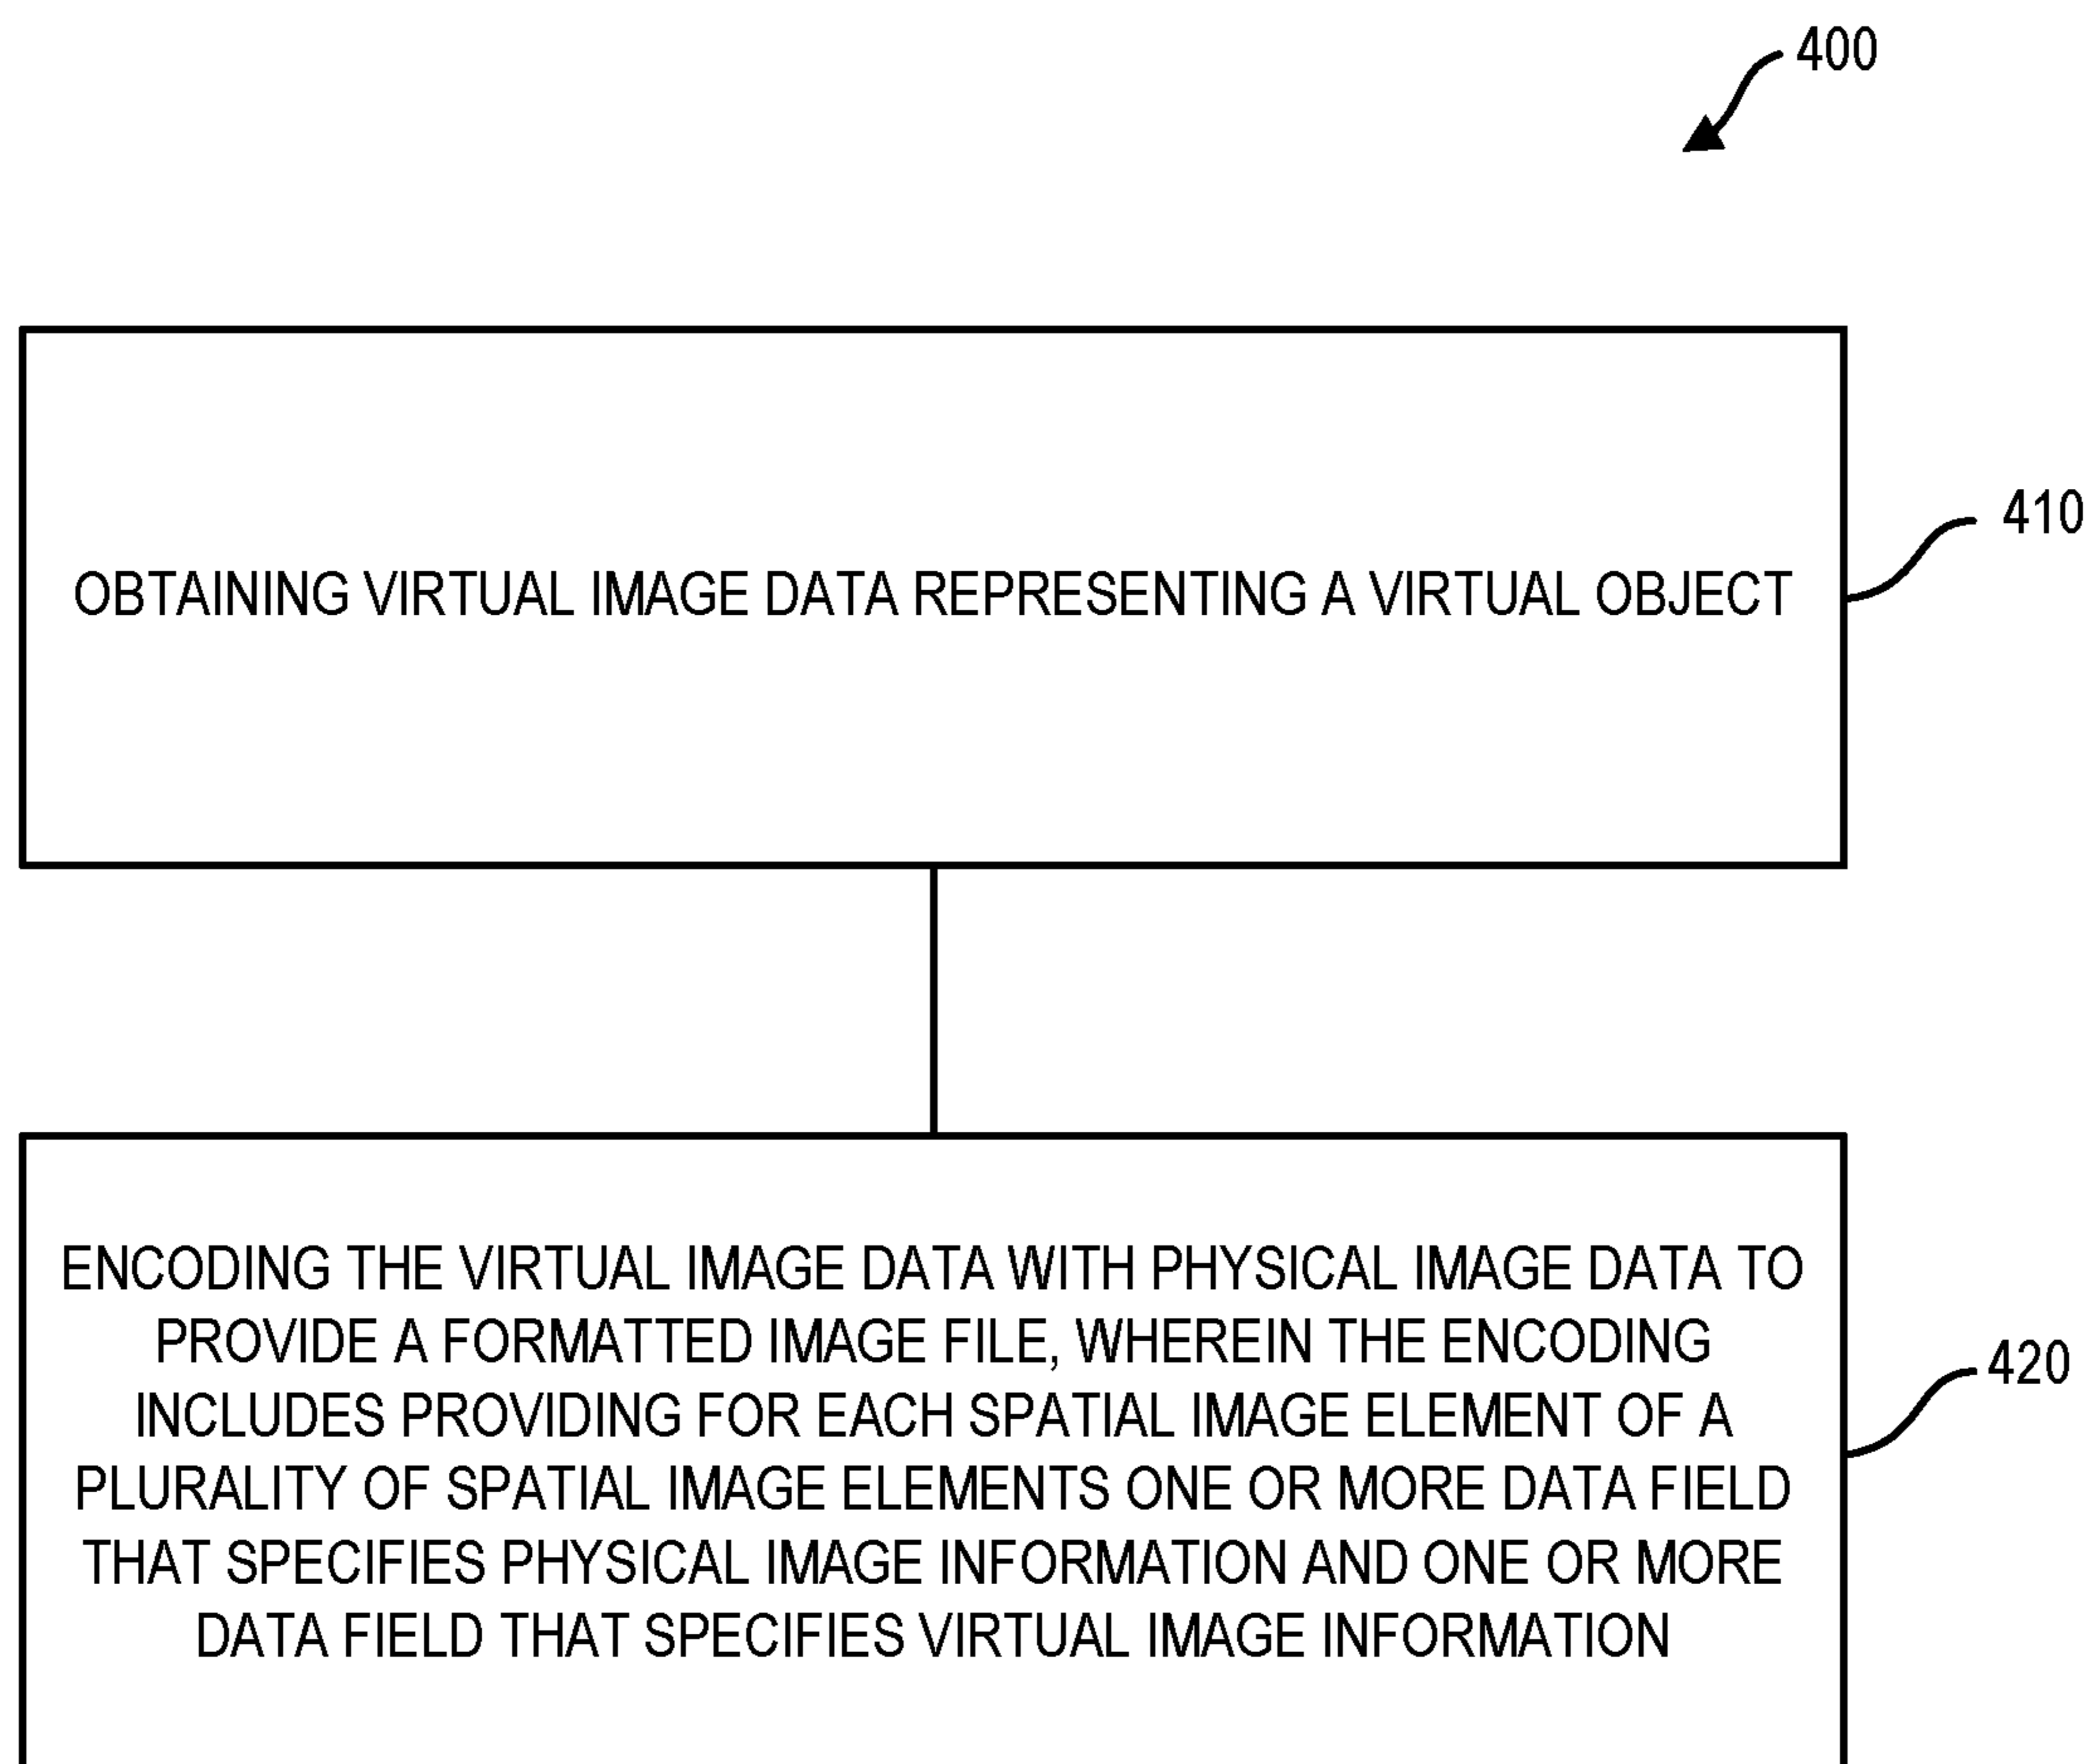 400
410
OBTAINING VIRTUAL IMAGE DATA REPRESENTING A VIRTUAL OBJECT
ENCODING THE VIRTUAL IMAGE DATA WITH PHYSICAL IMAGE DATA TO
PROVIDE A FORMATTED IMAGE FILE, WHEREIN THE ENCODING
INCLUDES PROVIDING FOR EACH SPATIAL IMAGE ELEMENT OF A
PLURALITY OF SPATIAL IMAGE ELEMENTS ONE OR MORE DATA FIELD
THAT SPECIFIES PHYSICAL IMAGE INFORMATION AND ONE OR MORE
DATA FIELD THAT SPECIFIES VIRTUAL IMAGE INFORMATION
420